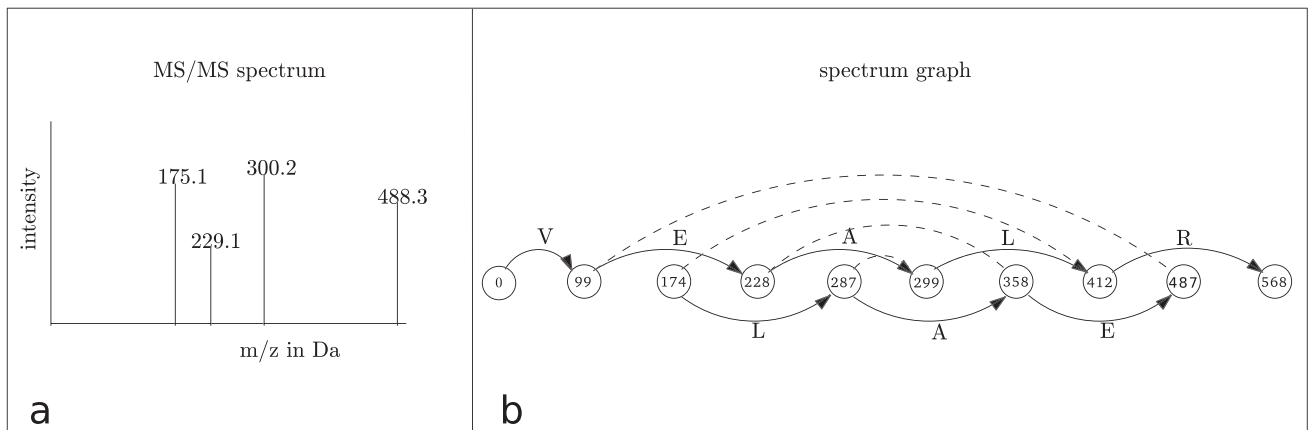 MS/MS spectrum
intensity
175.1
229.1
300.2
488.3
m/z in Da
a
spectrum graph
V
E
A
L
R
0
99
174
228
287
299
358
412
487
568
L
A
E
b